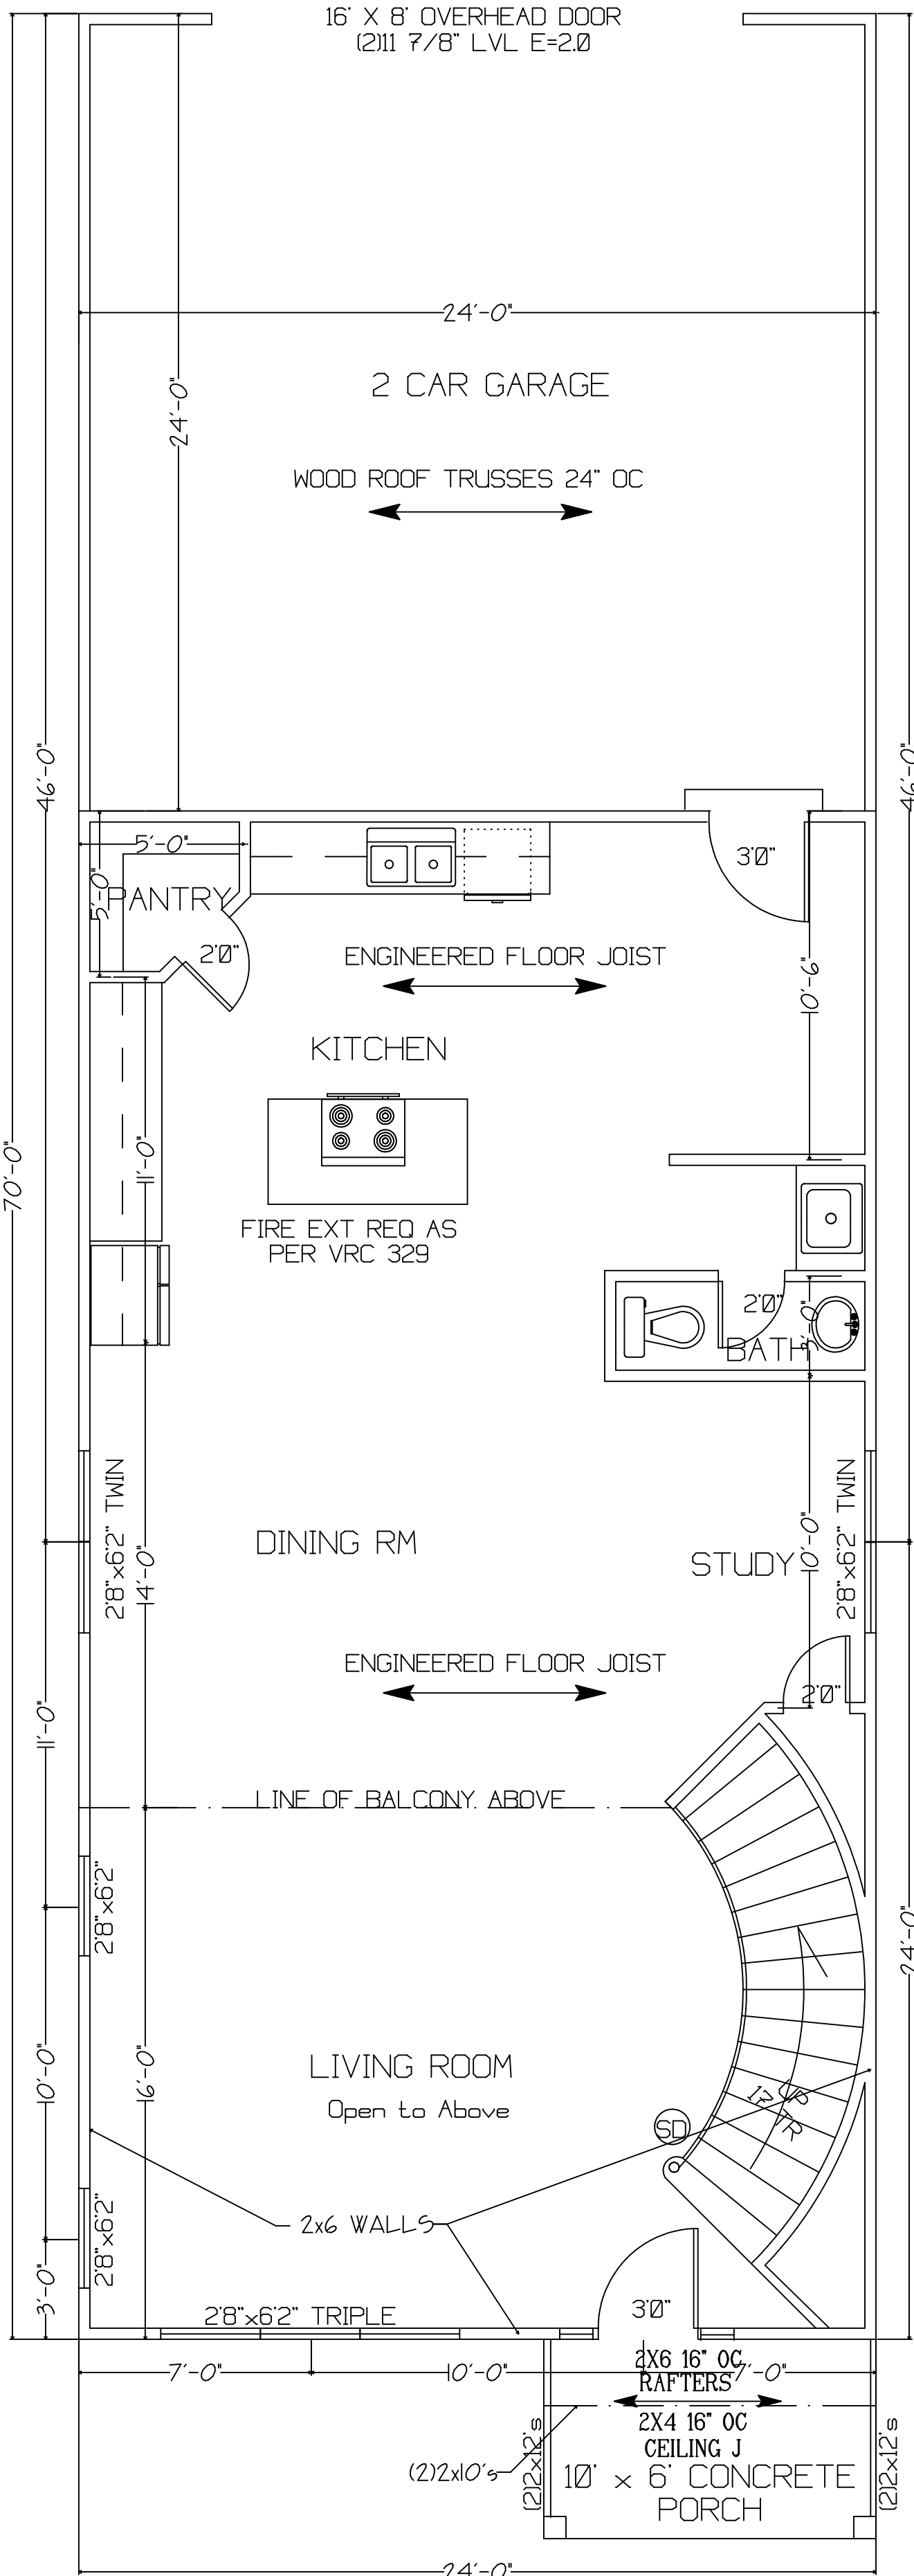 16' X 8' OVERHEAD DOOR
(2)11 7/8" LVL E=2.0
24'-0"
2 CAR GARAGE
24'-0"
WOOD ROOF TRUSSES 24" OC
46'-0"
46'-0"
5'-0"
5'-0"
PANTRY
2'0"
3'0"
ENGINEERED FLOOR JOIST
10'-6"
KITCHEN
70'-0"
11'-0"
FIRE EXT REQ AS
PER VRC 329
2'0"
3'-0"
BATH
2'8"x6'2" TWIN
DINING RM
14'-0"
STUDY
10'-0"
2'8"x6'2" TWIN
ENGINEERED FLOOR JOIST
2'0"
11'-0"
LINE OF BALCONY ABOVE
2'8"x6'2"
24'-0"
LIVING ROOM
Open to Above
10'-0"
16'-0"
UP
17 TR
SD
2x6 WALLS
2'8"x6'2"
3'-0"
2'8"x6'2" TRIPLE
3'0"
7'-0"
10'-0"
7'-0"
2X6 16" OC
RAFTERS
2X4 16" OC
CEILING J
(2)2x10's
(2)2x12's
(2)2x12's
10' x 6' CONCRETE
PORCH
24'-0"